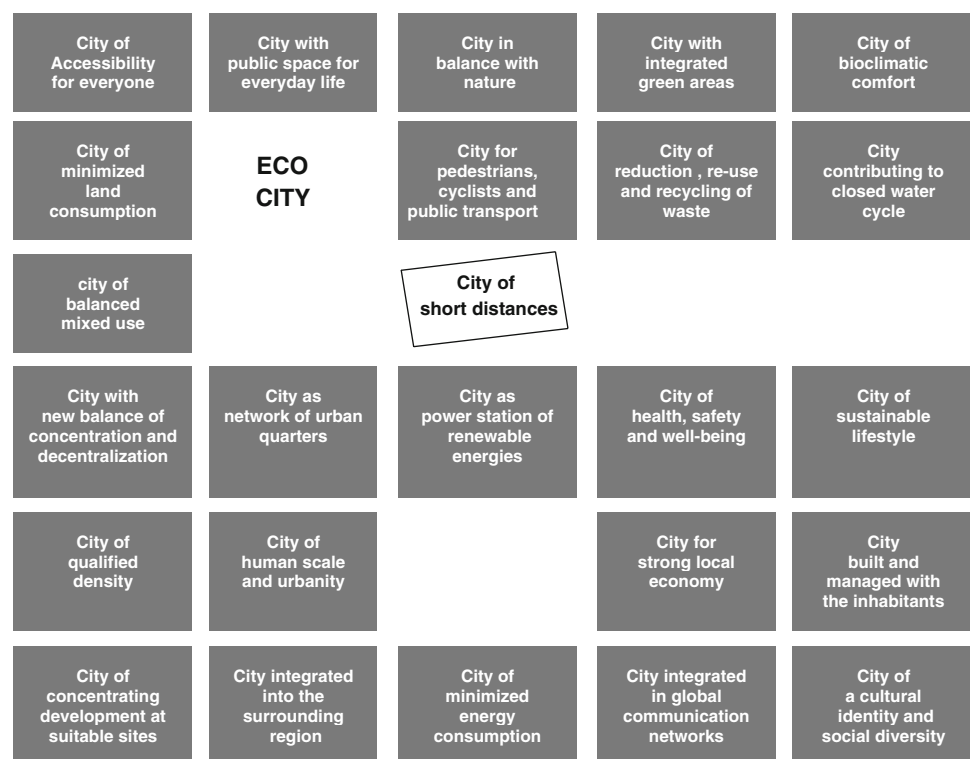 City of
Accessibility
for everyone
City with
public space for
everyday life
City in
balance with
nature
City with
integrated
green areas
City of
bioclimatic
comfort
City of
minimized
land
consumption
ECO
CITY
City for
pedestrians,
cyclists and
public transport
City of
reduction , re-use
and recycling of
waste
City
contributing to
closed water
cycle
city of
balanced
mixed use
City of
short distances
City with
new balance of
concentration and
decentralization
City as
network of urban
quarters
City as
power station of
renewable
energies
City of
health, safety
and well-being
City of
sustainable
lifestyle
City of
qualified
density
City of
human scale
and urbanity
City for
strong local
economy
City
built and
managed with
the inhabitants
City of
concentrating
development at
suitable sites
City integrated
into the
surrounding
region
City of
minimized
energy
consumption
City integrated
in global
communication
networks
City of
a cultural
identity and
social diversity